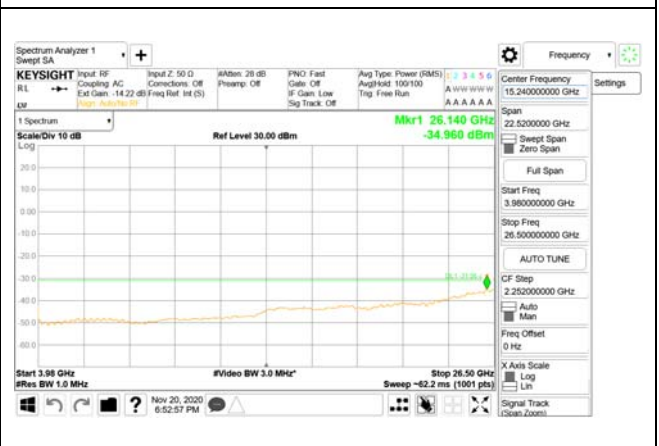 Spectrum Analyzer 1
Swept SA
+
Frequency
KEYSIGHT
RL
Input: RF
Coupling: AC
Ext Gain: -14.22 dB
Align: Auto/No RF
Input Z: 50 Ω
Corrections: Off
Freq Ref: Int (S)
#Atten: 28 dB
Preamp: Off
PNO: Fast
Gate: Off
IF Gain: Low
Sig Track: Off
Avg Type: Power (RMS)
Avg|Hold: 100/100
Trig: Free Run
1 2 3 4 5 6
A W W W W W
A A A A A A
1 Spectrum
Scale/Div 10 dB
Log
Ref Level 30.00 dBm
Mkr1 26.140 GHz
-34.960 dBm
20.0
10.0
0.00
-10.0
-20.0
-30.0
-40.0
-50.0
-60.0
Start 3.98 GHz
#Res BW 1.0 MHz
#Video BW 3.0 MHz*
Stop 26.50 GHz
Sweep ~62.2 ms (1001 pts)
Nov 20, 2020
6:52:57 PM
?
Center Frequency
15.240000000 GHz
Settings
Span
22.5200000 GHz
Swept Span
Zero Span
Full Span
Start Freq
3.980000000 GHz
Stop Freq
26.500000000 GHz
AUTO TUNE
CF Step
2.252000000 GHz
Auto
Man
Freq Offset
0 Hz
X Axis Scale
Log
Lin
Signal Track
(Span Zoom)